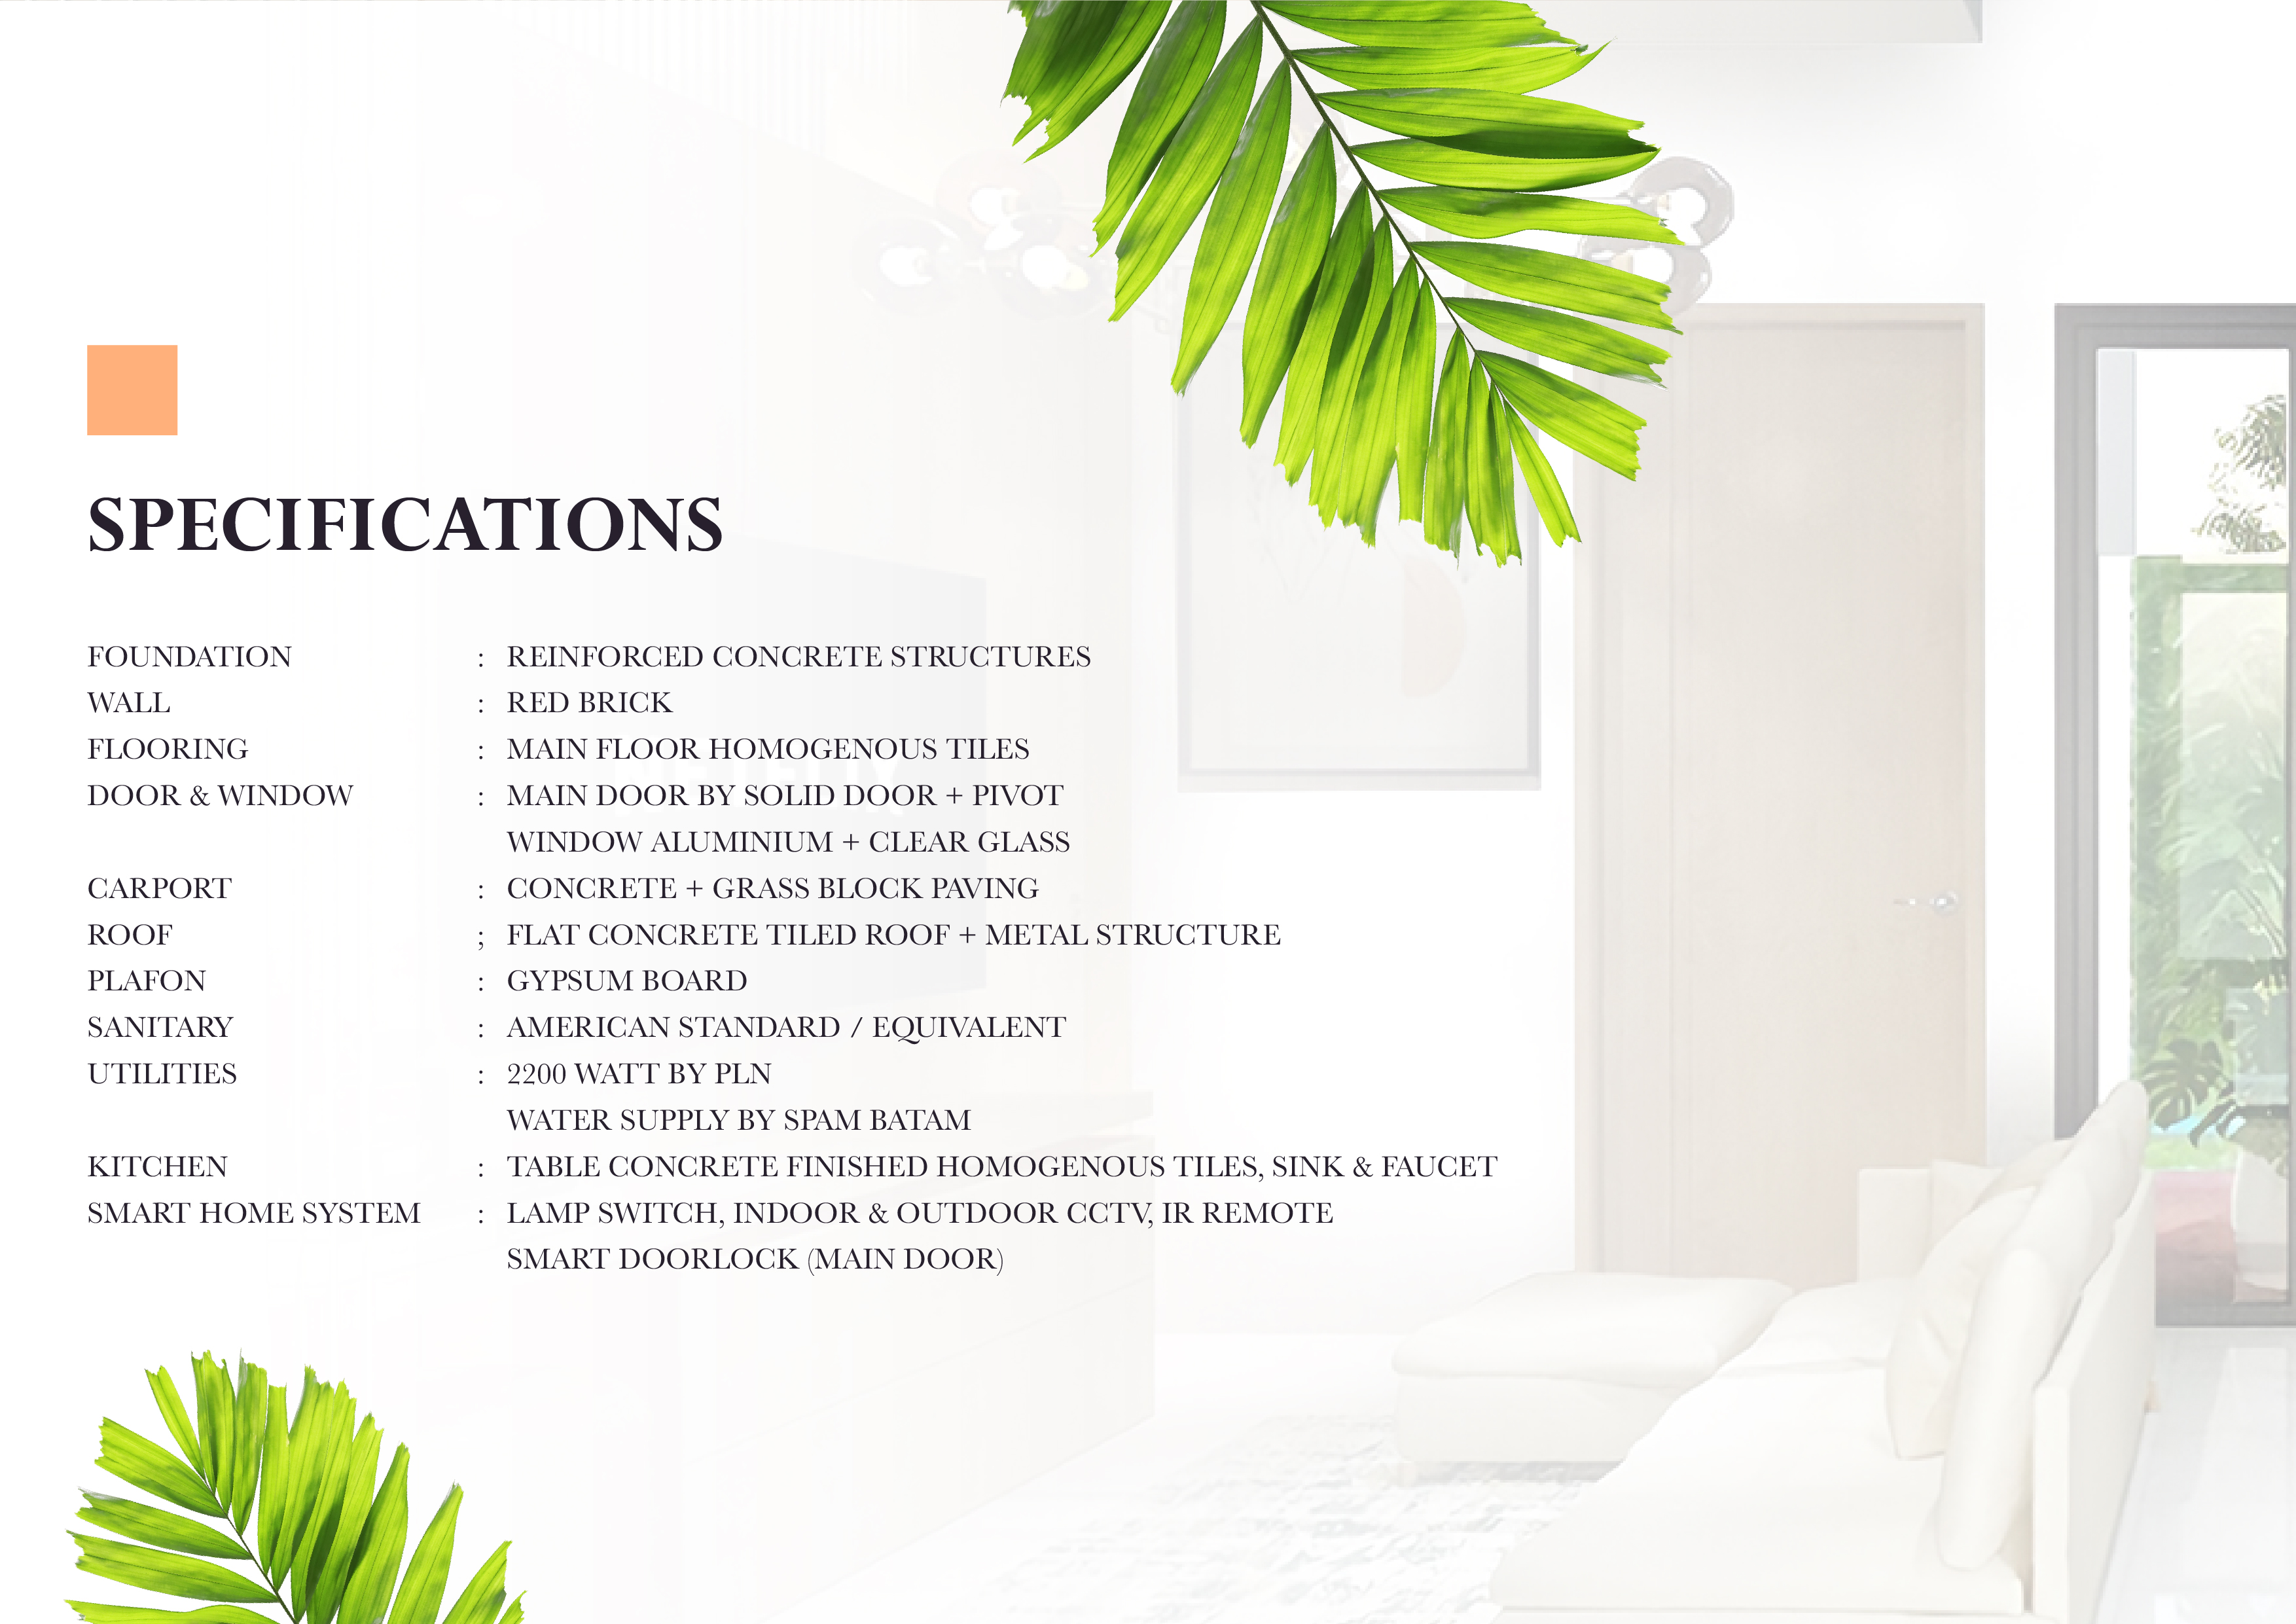 SPECIFICATIONS
FOUNDATION : REINFORCED CONCRETE STRUCTURES
WALL : RED BRICK
FLOORING : MAIN FLOOR HOMOGENOUS TILES
DOOR & WINDOW : MAIN DOOR BY SOLID DOOR + PIVOT
WINDOW ALUMINIUM + CLEAR GLASS
CARPORT : CONCRETE + GRASS BLOCK PAVING
ROOF ; FLAT CONCRETE TILED ROOF + METAL STRUCTURE
PLAFON : GYPSUM BOARD
SANITARY : AMERICAN STANDARD / EQUIVALENT
UTILITIES : 2200 WATT BY PLN
WATER SUPPLY BY SPAM BATAM
KITCHEN : TABLE CONCRETE FINISHED HOMOGENOUS TILES, SINK & FAUCET
SMART HOME SYSTEM : LAMP SWITCH, INDOOR & OUTDOOR CCTV, IR REMOTE
SMART DOORLOCK (MAIN DOOR)